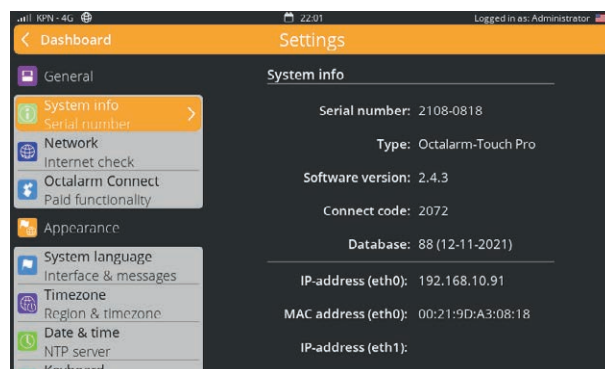 KPN - 4G
22:01
Logged in as: Administrator
Dashboard
Settings
General
System info
Serial number
Network
Internet check
Octalarm Connect
Paid functionality
Appearance
System language
Interface & messages
Timezone
Region & timezone
Date & time
NTP server
Keyboard
System info
Serial number: 2108-0818
Type: Octalarm-Touch Pro
Software version: 2.4.3
Connect code: 2072
Database: 88 (12-11-2021)
IP-address (eth0): 192.168.10.91
MAC address (eth0): 00:21:9D:A3:08:18
IP-address (eth1):